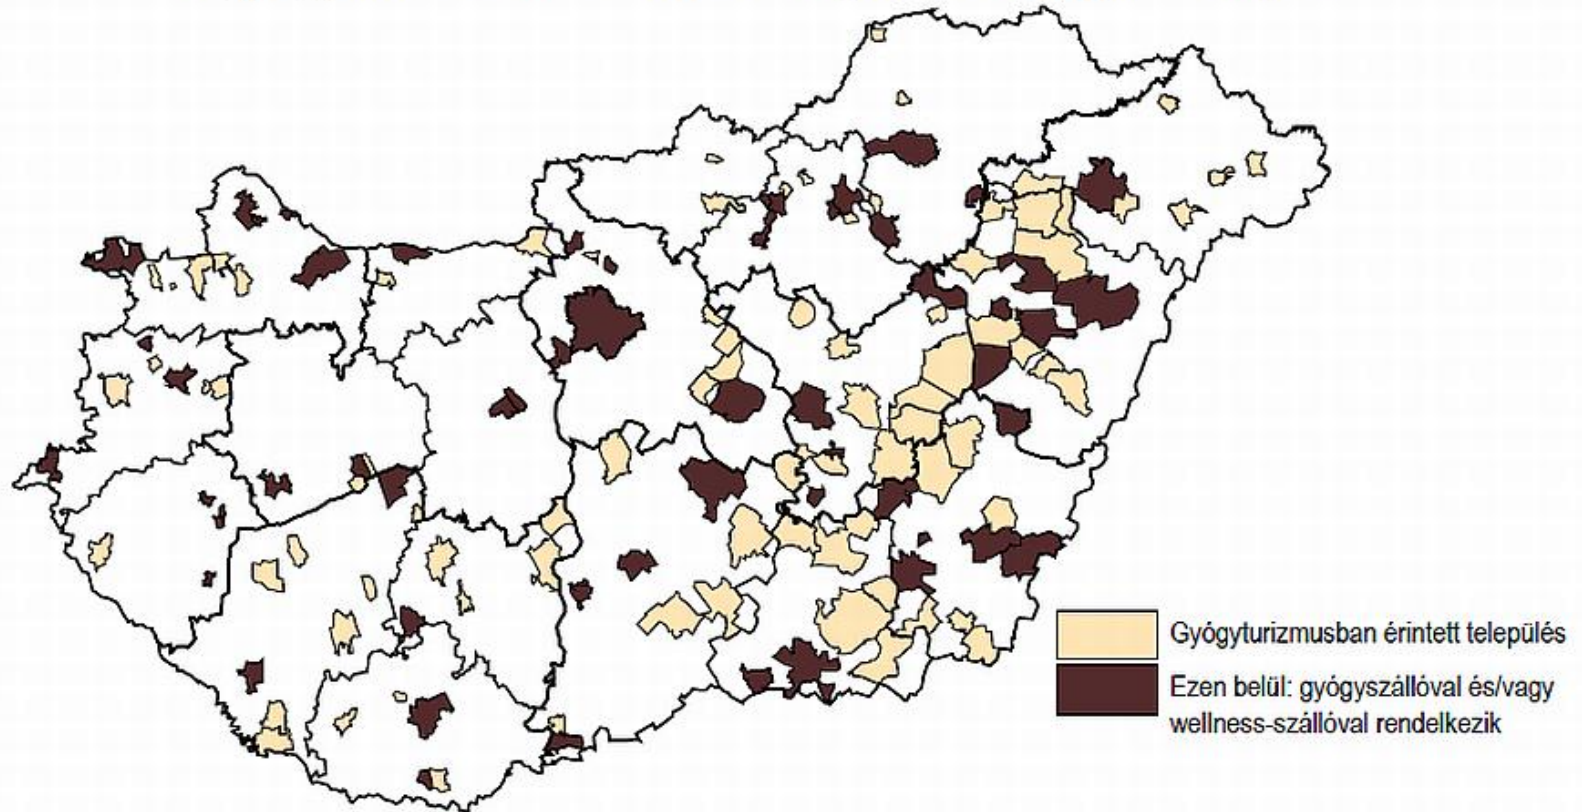 Gyógyturizmusban érintett település
Ezen belül: gyógyszállóval és/vagy
wellness-szállóval rendelkezik